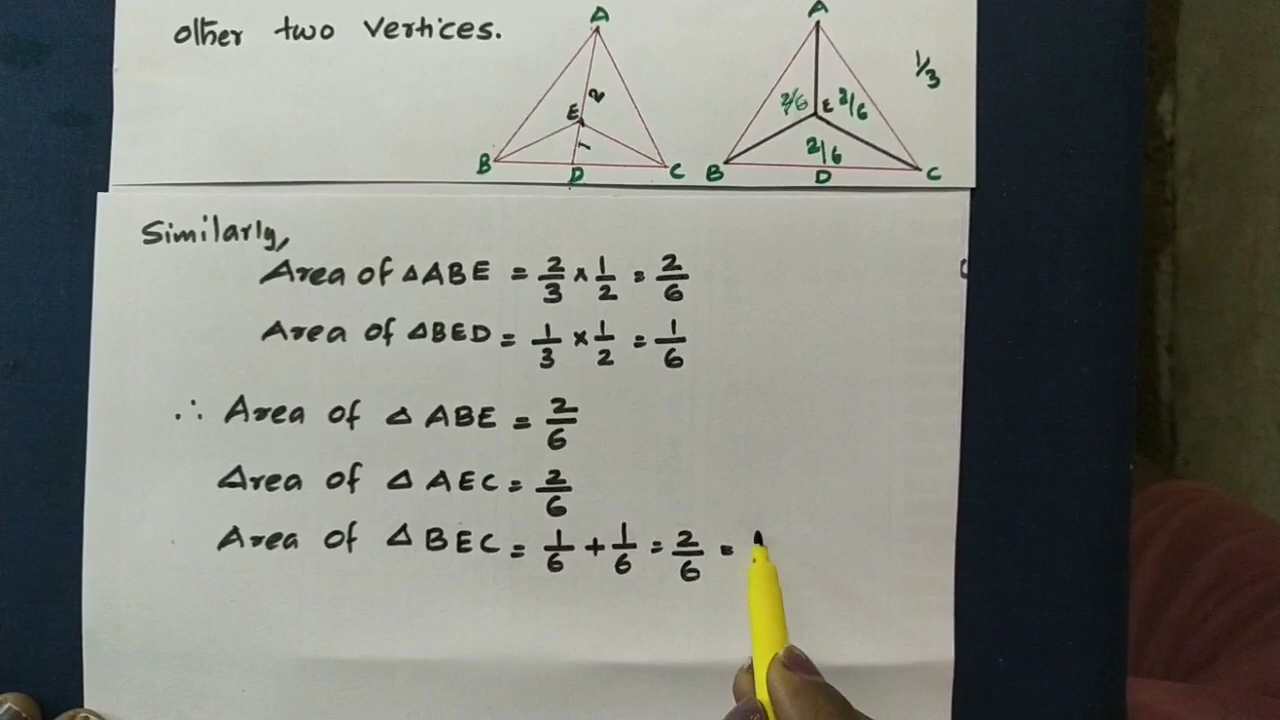 other two vertices.
A
E
2
1
B
D
C
A
2/6
E
2/6
2/6
B
D
C
1/3
Similarly,
Area of △ABE = 2/3 × 1/2 = 2/6
Area of △BED = 1/3 × 1/2 = 1/6
∴ Area of △ ABE = 2/6
Area of △ AEC = 2/6
Area of △ BEC = 1/6 + 1/6 = 2/6 =